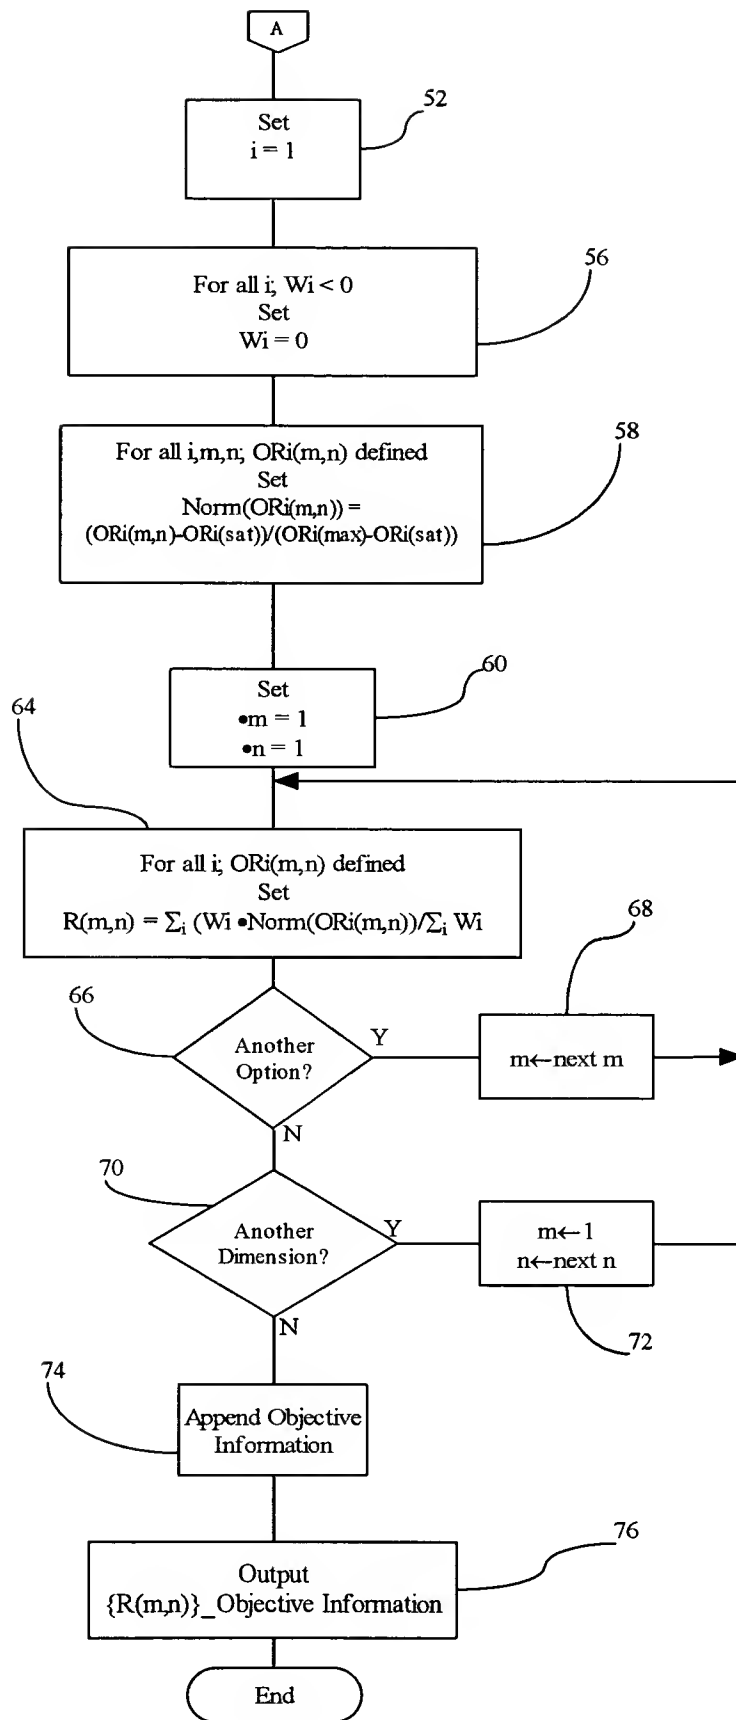 A
52
Set
i = 1
56
For all i; Wi < 0
Set
Wi = 0
58
For all i,m,n; ORi(m,n) defined
Set
Norm(ORi(m,n)) =
(ORi(m,n)-ORi(sat))/(ORi(max)-ORi(sat))
60
Set
•m = 1
•n = 1
64
For all i; ORi(m,n) defined
Set
R(m,n) = ∑i (Wi •Norm(ORi(m,n))/∑i Wi
66
Another
Option?
Y
68
m←next m
N
70
Another
Dimension?
Y
m←1
n←next n
72
N
74
Append Objective
Information
76
Output
{R(m,n)}_Objective Information
End